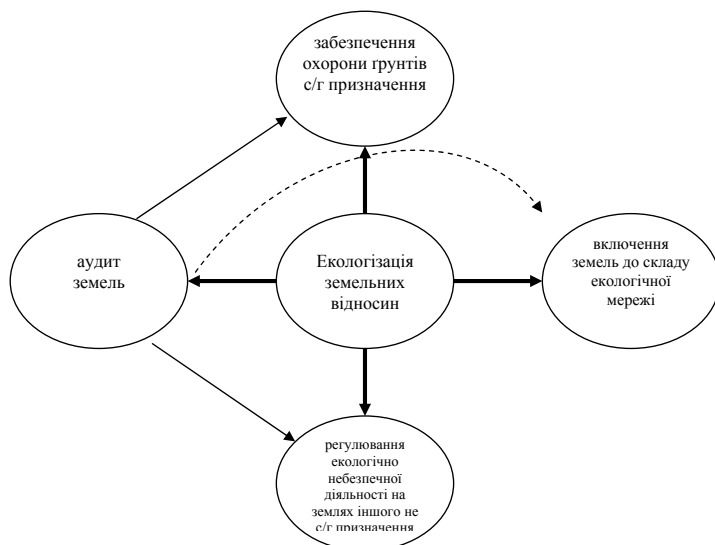 забезпечення
охорони ґрунтів
с/г призначення
аудит
земель
Екологізація
земельних
відносин
включення
земель до складу
екологічної
мережі
регулювання
екологічно
небезпечної
діяльності на
землях іншого не
с/г призначення